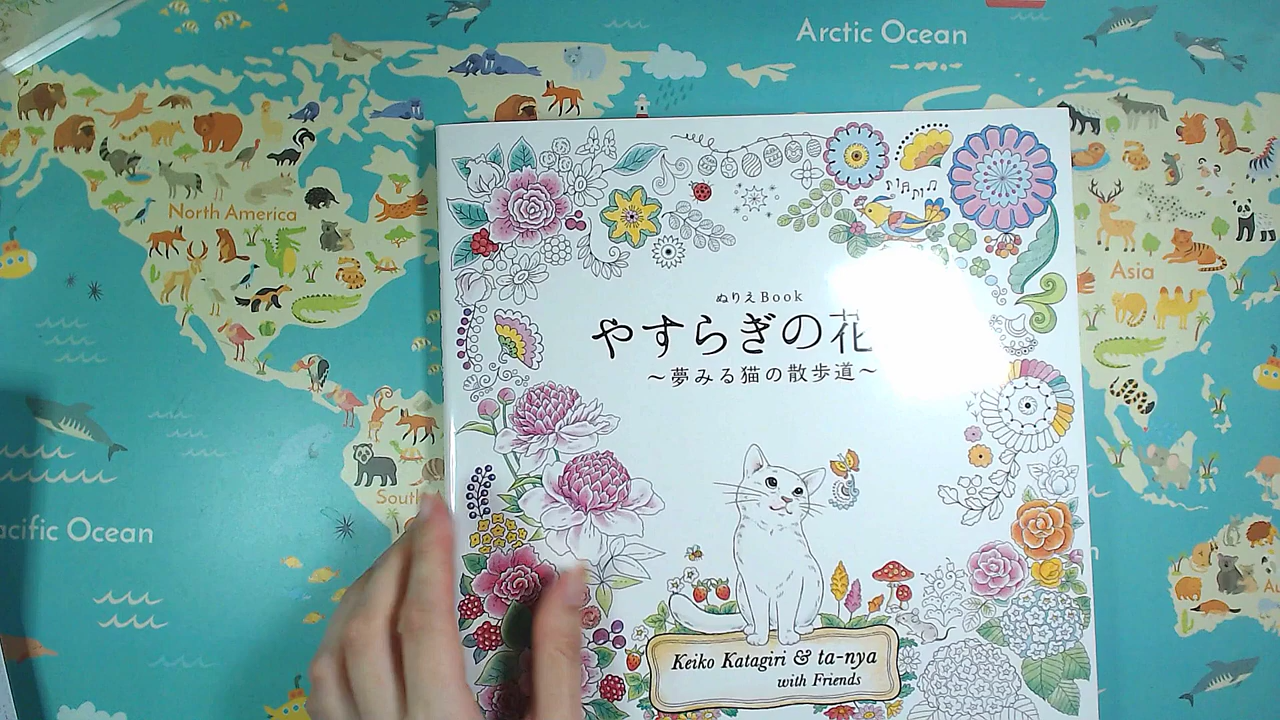 Arctic Ocean
North America
Asia
South
acific Ocean
ぬりえBook
やすらぎの花
～夢みる猫の散歩道～
Keiko Katagiri & ta-nya
with Friends